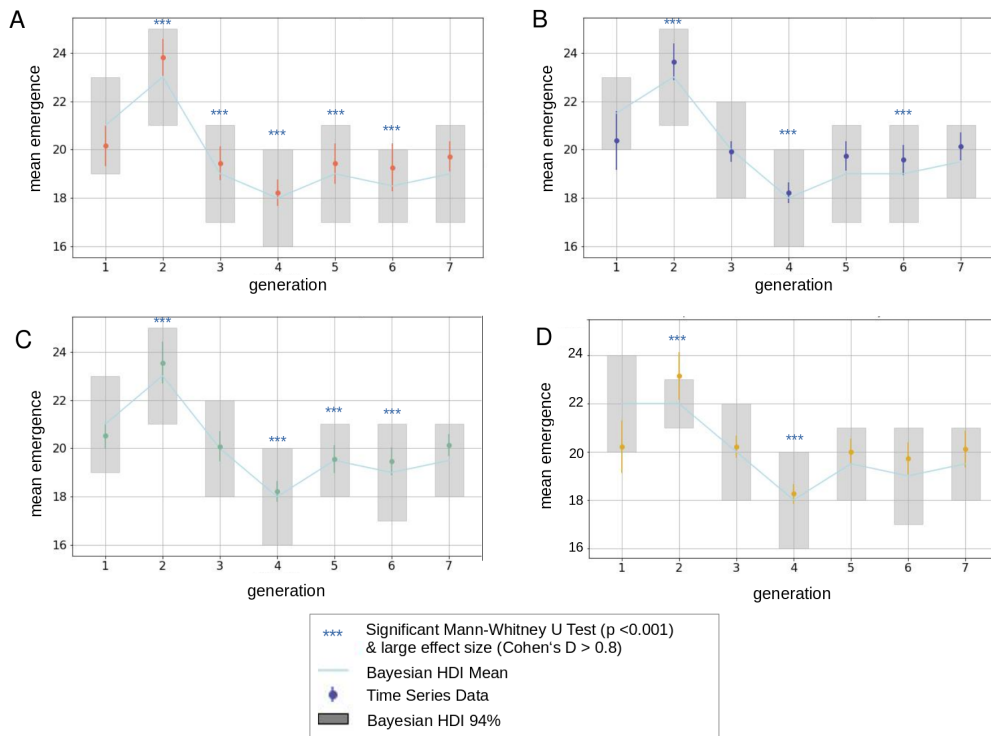 A
***
24
22
20
18
16
mean emergence
***
***
***
***
1 2 3 4 5 6 7
generation
B
***
24
22
20
18
16
mean emergence
***
***
1 2 3 4 5 6 7
generation
C
***
24
22
20
18
16
mean emergence
***
***
***
1 2 3 4 5 6 7
generation
D
***
24
22
20
18
16
mean emergence
***
1 2 3 4 5 6 7
generation
*** Significant Mann-Whitney U Test (p <0.001)
& large effect size (Cohen's D > 0.8)
Bayesian HDI Mean
Time Series Data
Bayesian HDI 94%